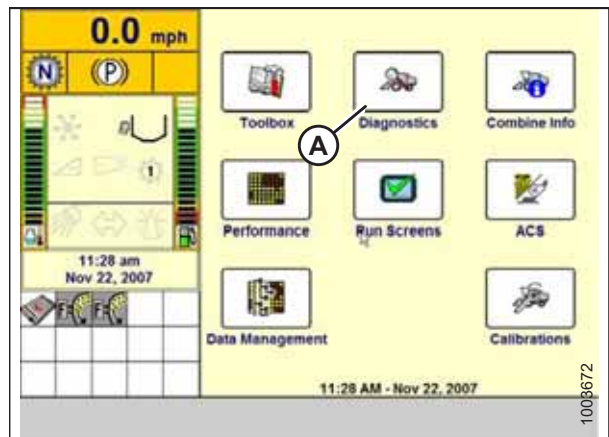 0.0 mph
N
(P)
1
11:28 am
Nov 22, 2007
F= F=
Toolbox
Diagnostics
Combine Info
A
Performance
Run Screens
ACS
Data Management
Calibrations
11:28 AM - Nov 22, 2007
1003672